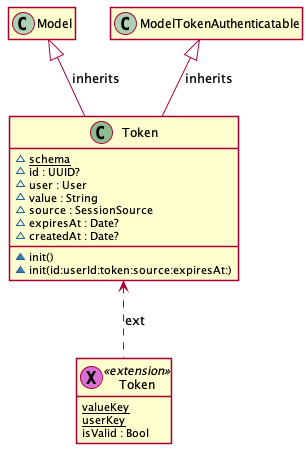 C Model
C ModelTokenAuthenticatable
inherits
inherits
C Token
~ schema
~ id : UUID?
~ user : User
~ value : String
~ source : SessionSource
~ expiresAt : Date?
~ createdAt : Date?
~ init()
~ init(id:userId:token:source:expiresAt:)
ext
X «extension»
Token
valueKey
userKey
isValid : Bool